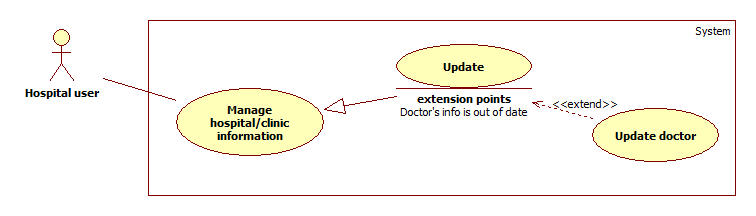 System
Hospital user
Update
extension points
Doctor's info is out of date
<<extend>>
Manage
hospital/clinic
information
Update doctor